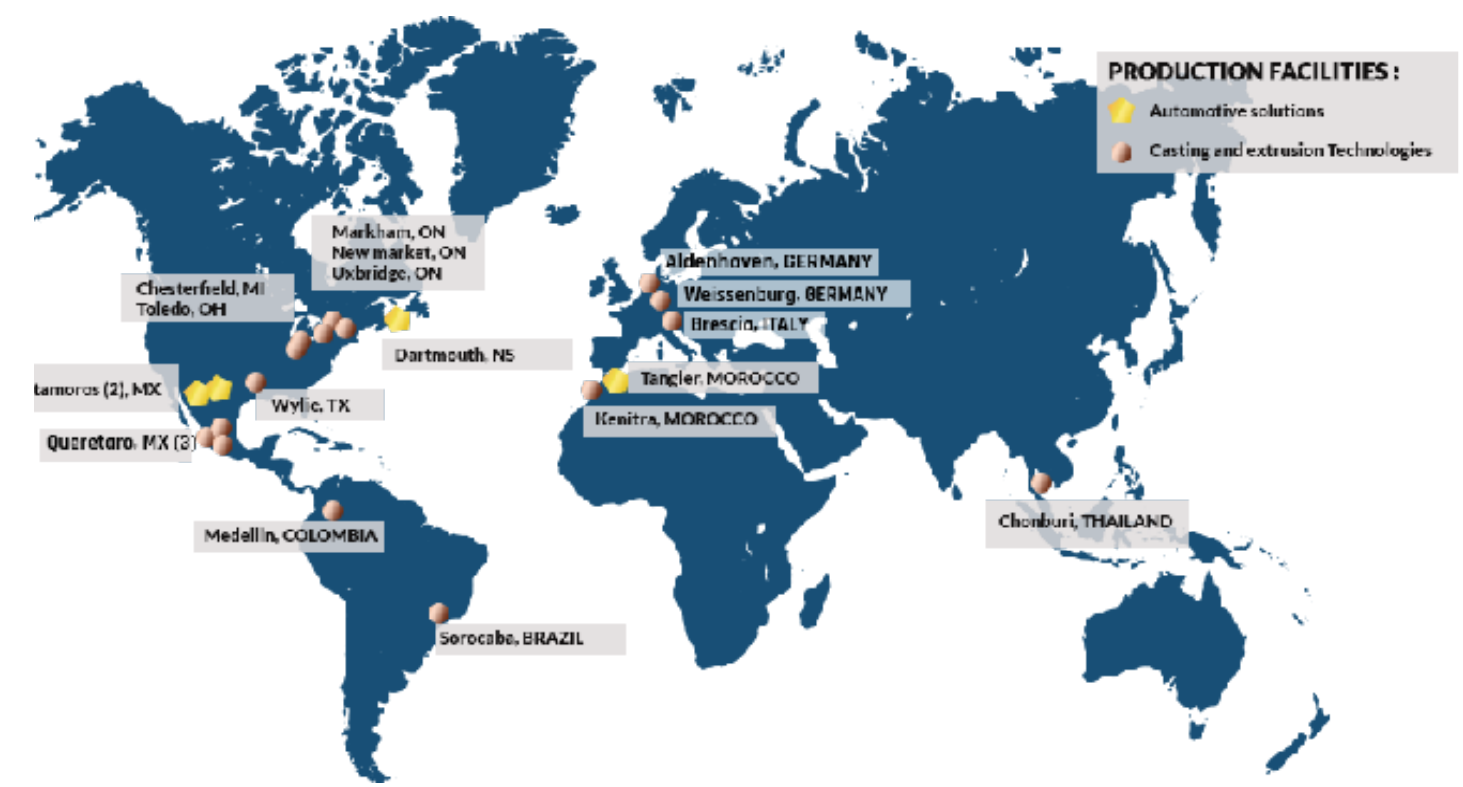 PRODUCTION FACILITIES :
Automotive solutions
Casting and extrusion Technologies
Markham, ON
New market, ON
Uxbridge, ON
Chesterfield, MI
Toledo, OH
Dartmouth, NS
tamoros (2), MX
Wylie, TX
Queretaro, MX (3)
Medellin, COLOMBIA
Sorocaba, BRAZIL
Aldenhoven, GERMANY
Weissenburg, GERMANY
Brescia, ITALY
Tangler, MOROCCO
Kenitra, MOROCCO
Chonburi, THAILAND